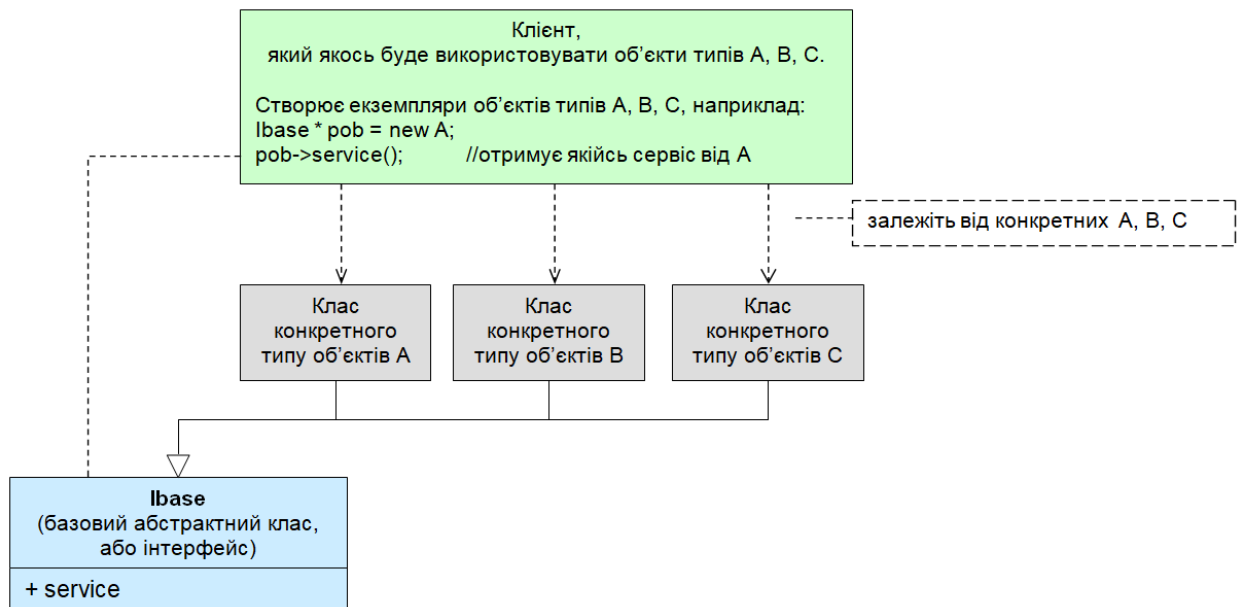 Клієнт,
який якось буде використовувати об’єкти типів A, B, C.
Створює екземпляри об’єктів типів A, B, C, наприклад:
Ibase * pob = new A;
pob->service(); //отримує якійсь сервіс від A
залежіть від конкретних A, B, C
Клас
конкретного
типу об’єктів A
Клас
конкретного
типу об’єктів B
Клас
конкретного
типу об’єктів C
Ibase
(базовий абстрактний клас,
або інтерфейс)
+ service